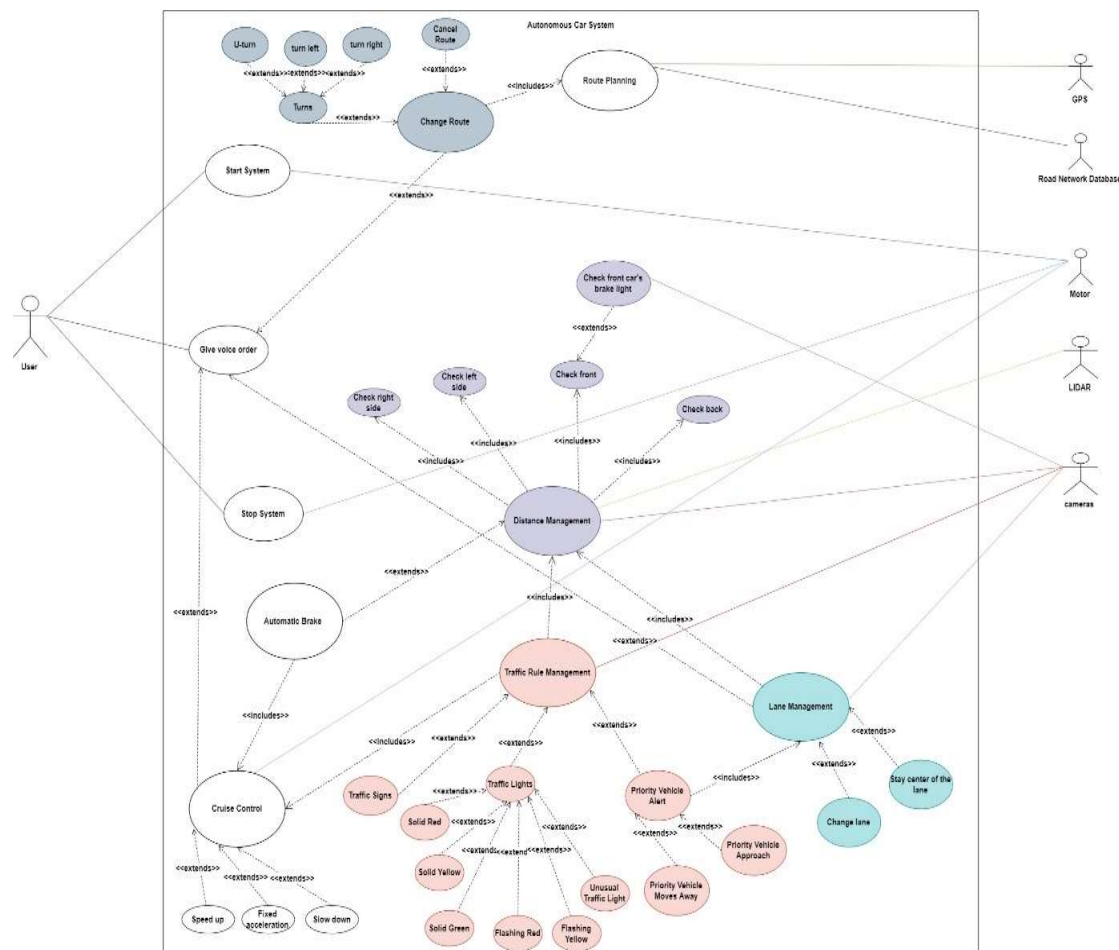 Autonomous Car System
Cancel
Route
U-turn
turn left
turn right
<<extends>>
<<extends>>
<<extends>>
<<extends>>
Route Planning
<<includes>>
GPS
Turns
<<extends>>
Change Route
Start System
Road Network Database
<<extends>>
Check front car's
brake light
Motor
<<extends>>
User
Give voice order
Check left
side
Check front
LIDAR
Check right
side
Check back
<<includes>>
<<includes>>
<<includes>>
<<includes>>
cameras
Stop System
Distance Management
<<extends>>
<<includes>>
<<extends>>
Automatic Brake
<<includes>>
<<extends>>
Traffic Rule Management
Lane Management
<<includes>>
<<includes>>
<<extends>>
<<extends>>
<<extends>>
<<extends>>
<<includes>>
<<extends>>
Stay center of the
lane
Traffic Signs
Traffic Lights
Priority Vehicle
Alert
Cruise Control
<<extends>>
Solid Red
Change lane
<<extends>>
<<extends>>
<<extends>>
Priority Vehicle
Approach
<<extends>>
<<extends>>
<<extends>>
<<extends>>
<<extends>>
<<extends>>
<<extends>>
Solid Yellow
Unusual
Traffic Light
Priority Vehicle
Moves Away
Speed up
Fixed
acceleration
Slow down
Solid Green
Flashing Red
Flashing
Yellow